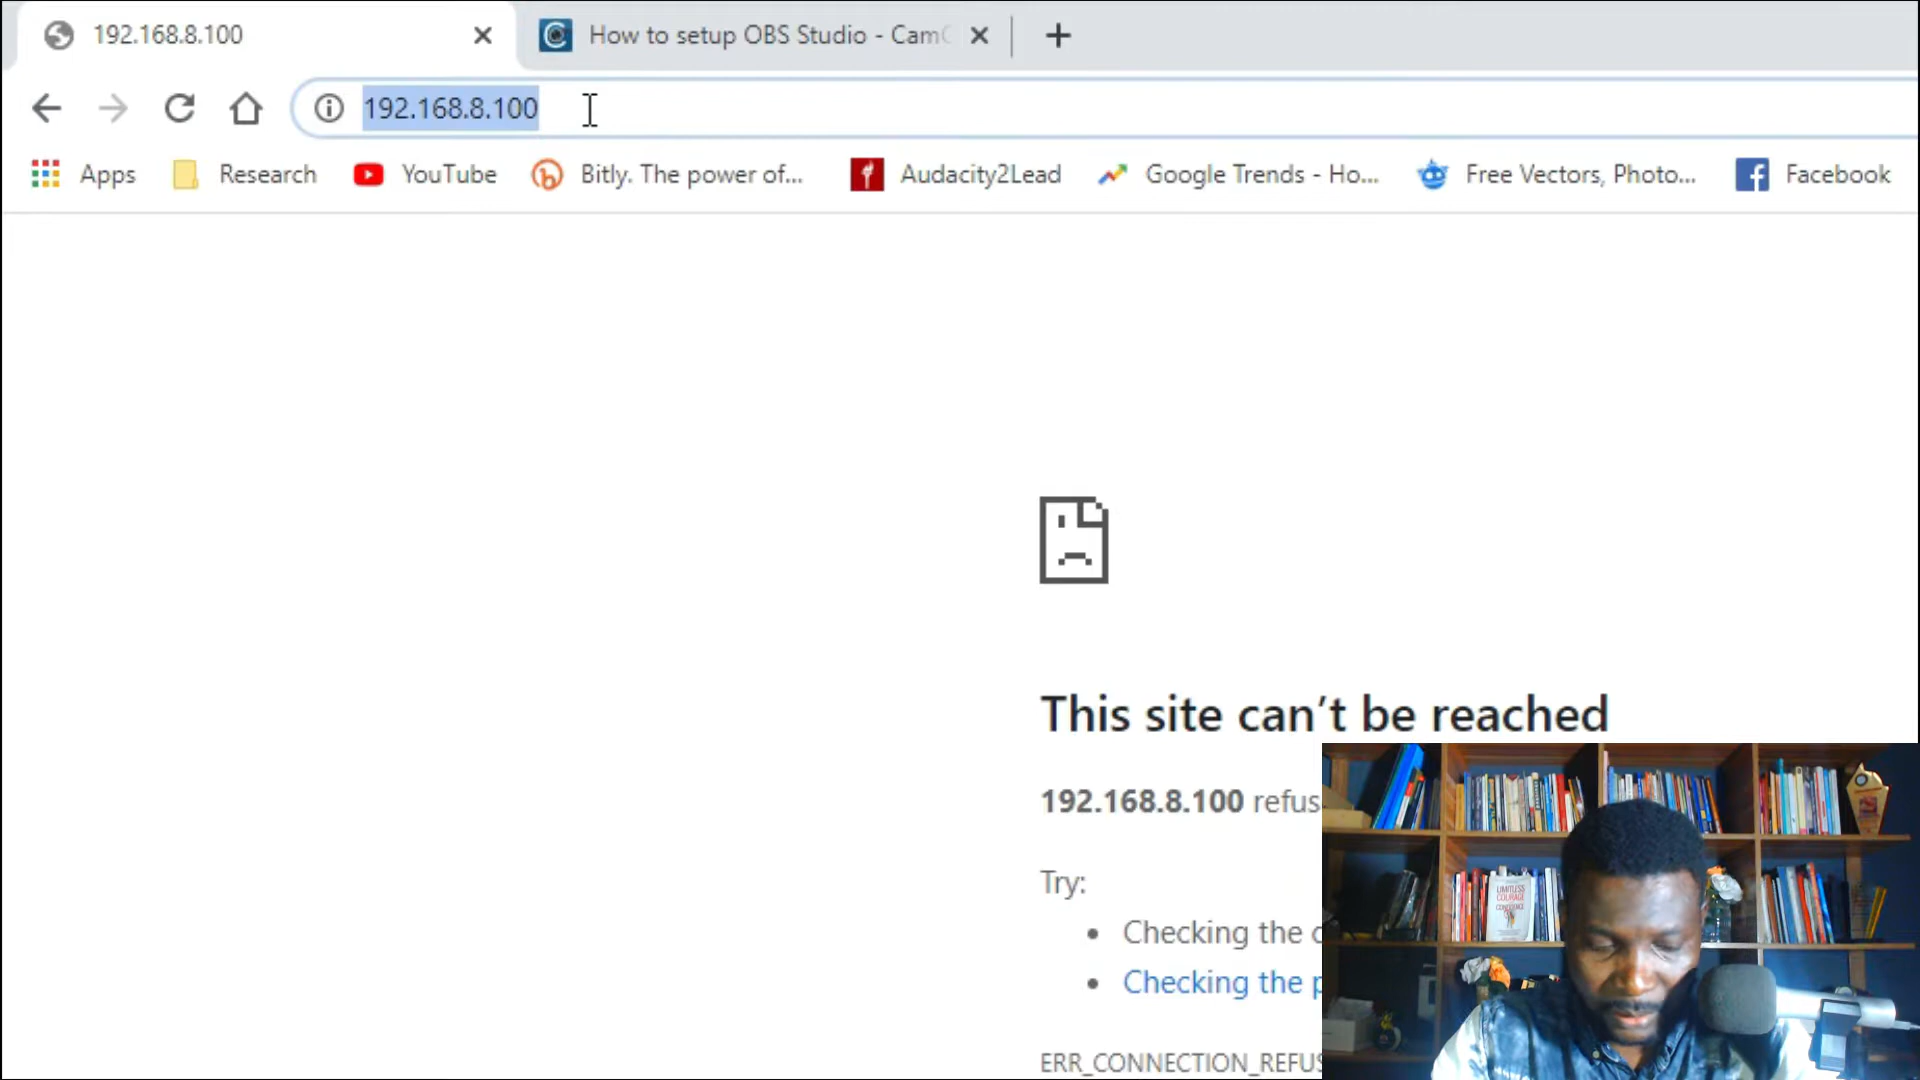 192.168.8.100
How to setup OBS Studio - Cam
192.168.8.100
Apps Research YouTube Bitly. The power of... Audacity2Lead Google Trends - Ho... Free Vectors, Photo... Facebook
This site can't be reached
192.168.8.100 refus
Try:
Checking the
Checking the p
ERR_CONNECTION_REFUS
LIMITLESS
COURAGE